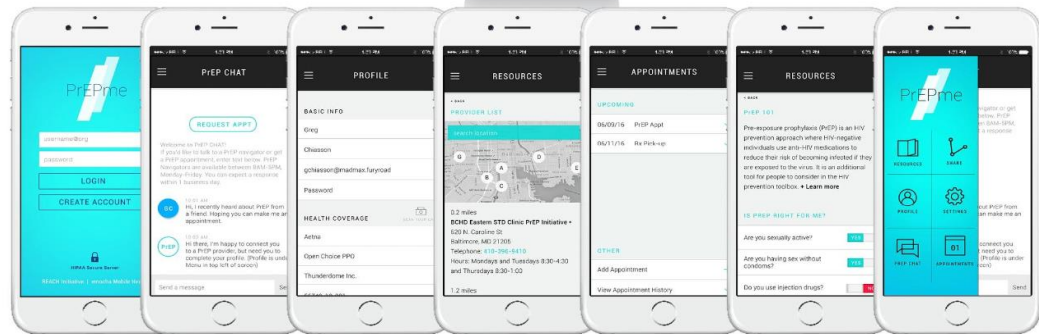 PrEPme
password
LOGIN
CREATE ACCOUNT
HIPAA Secure Server
PrEP CHAT
REQUEST APPT
Welcome to PrEP CHAT!
If you'd like to talk to a PrEP navigator or get
a PrEP appointment, enter text below. PrEP
Navigators are available between 8AM-5PM,
Monday-Friday. You can expect a response
within 1 business day.
GC
Hi, I recently heard about PrEP from
a friend. Hoping you can make me an
appointment.
PrEP
Hi there, I'm happy to connect you
to a PrEP provider, but need you to
complete your profile. (Profile is under
Menu in top left of screen)
Send a message
PROFILE
BASIC INFO
Greg
Chiasson
gchiasson@madmax.furyroad
Password
HEALTH COVERAGE
Aetna
Open Choice PPO
Thunderdome Inc.
RESOURCES
PROVIDER LIST
G
D
A
E
B
C
0.2 miles
BCHD Eastern STD Clinic PrEP Initiative
620 N. Caroline St
Baltimore, MD 21205
Telephone: 410-396-9410
Hours: Mondays and Tuesdays 8:30-4:30
and Thursdays 8:30-1:00
1.2 miles
APPOINTMENTS
UPCOMING
06/09/16 PrEP Appt
06/11/16 Rx Pick-up
OTHER
Add Appointment
View Appointment History
RESOURCES
PrEP 101
Pre-exposure prophylaxis (PrEP) is an HIV
prevention approach where HIV-negative
individuals use anti-HIV medications to
reduce their risk of becoming infected if they
are exposed to the virus. It is an additional
tool for people to consider in the HIV
prevention toolbox. + Learn more
IS PREP RIGHT FOR ME?
Are you sexually active?
YES
Are you having sex without
condoms?
YES
Do you use injection drugs?
PrEPme
RESOURCES
SHARE
PROFILE
SETTINGS
01
PREP CHAT
APPOINTMENTS
Send